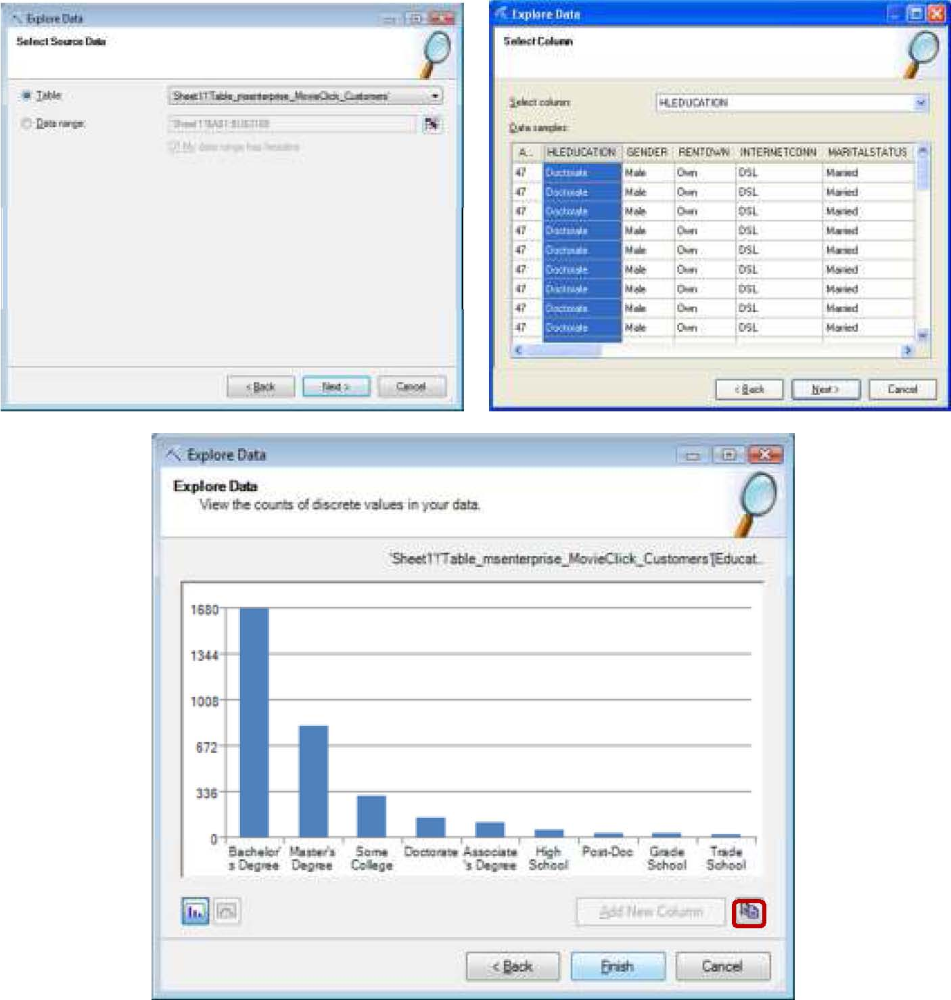 Explore Data
Select Source Data
Table:
'Sheet1'!'Table_msenterprise_MovieClick_Customers'
Data range:
My data range has headers
< Back Next > Cancel
Explore Data
Select Column
Select column: HLEDUCATION
Data samples:
A... HLEDUCATION GENDER RENTOWN INTERNETCONN MARITALSTATUS
47 Doctorate Male Own DSL Married
47 Doctorate Male Own DSL Married
47 Doctorate Male Own DSL Married
47 Doctorate Male Own DSL Married
47 Doctorate Male Own DSL Married
47 Doctorate Male Own DSL Married
47 Doctorate Male Own DSL Married
47 Doctorate Male Own DSL Married
47 Doctorate Male Own DSL Married
< Back Next > Cancel
Explore Data
Explore Data
View the counts of discrete values in your data.
'Sheet1'!'Table_msenterprise_MovieClick_Customers'[Educat...
1680
1344
1008
672
336
0
Bachelor's Degree
Master's Degree
Some College
Doctorate
Associate's Degree
High School
Post-Doc
Grade School
Trade School
Add New Column
< Back Finish Cancel